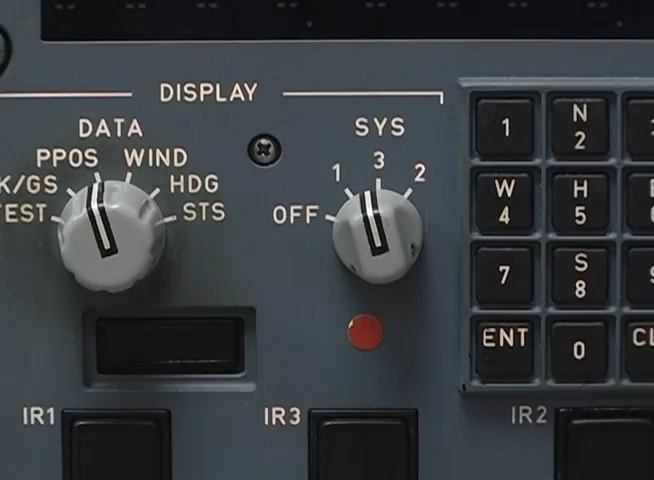 DISPLAY
DATA
SYS
PPOS WIND
K/GS
HDG
TEST
STS
OFF
1
3
2
1
N
2
W
4
H
5
7
S
8
ENT
0
CL
IR1
IR3
IR2